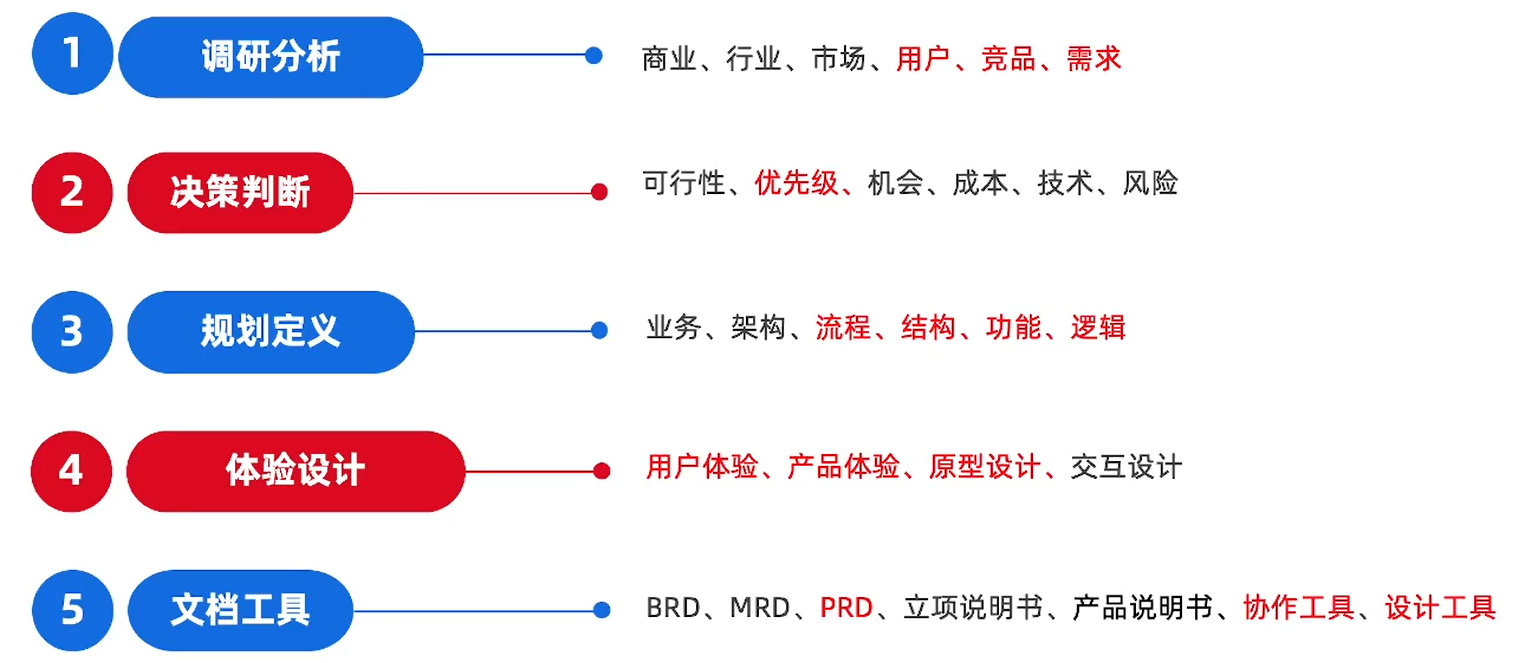 1 调研分析 商业、行业、市场、用户、竞品、需求
2 决策判断 可行性、优先级、机会、成本、技术、风险
3 规划定义 业务、架构、流程、结构、功能、逻辑
4 体验设计 用户体验、产品体验、原型设计、交互设计
5 文档工具 BRD、MRD、PRD、立项说明书、产品说明书、协作工具、设计工具